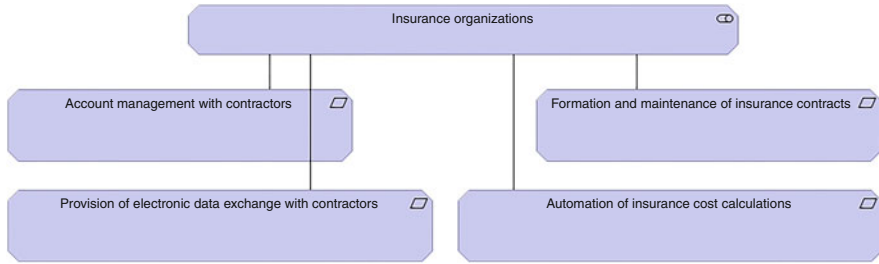 Insurance organizations
Account management with contractors
Formation and maintenance of insurance contracts
Provision of electronic data exchange with contractors
Automation of insurance cost calculations